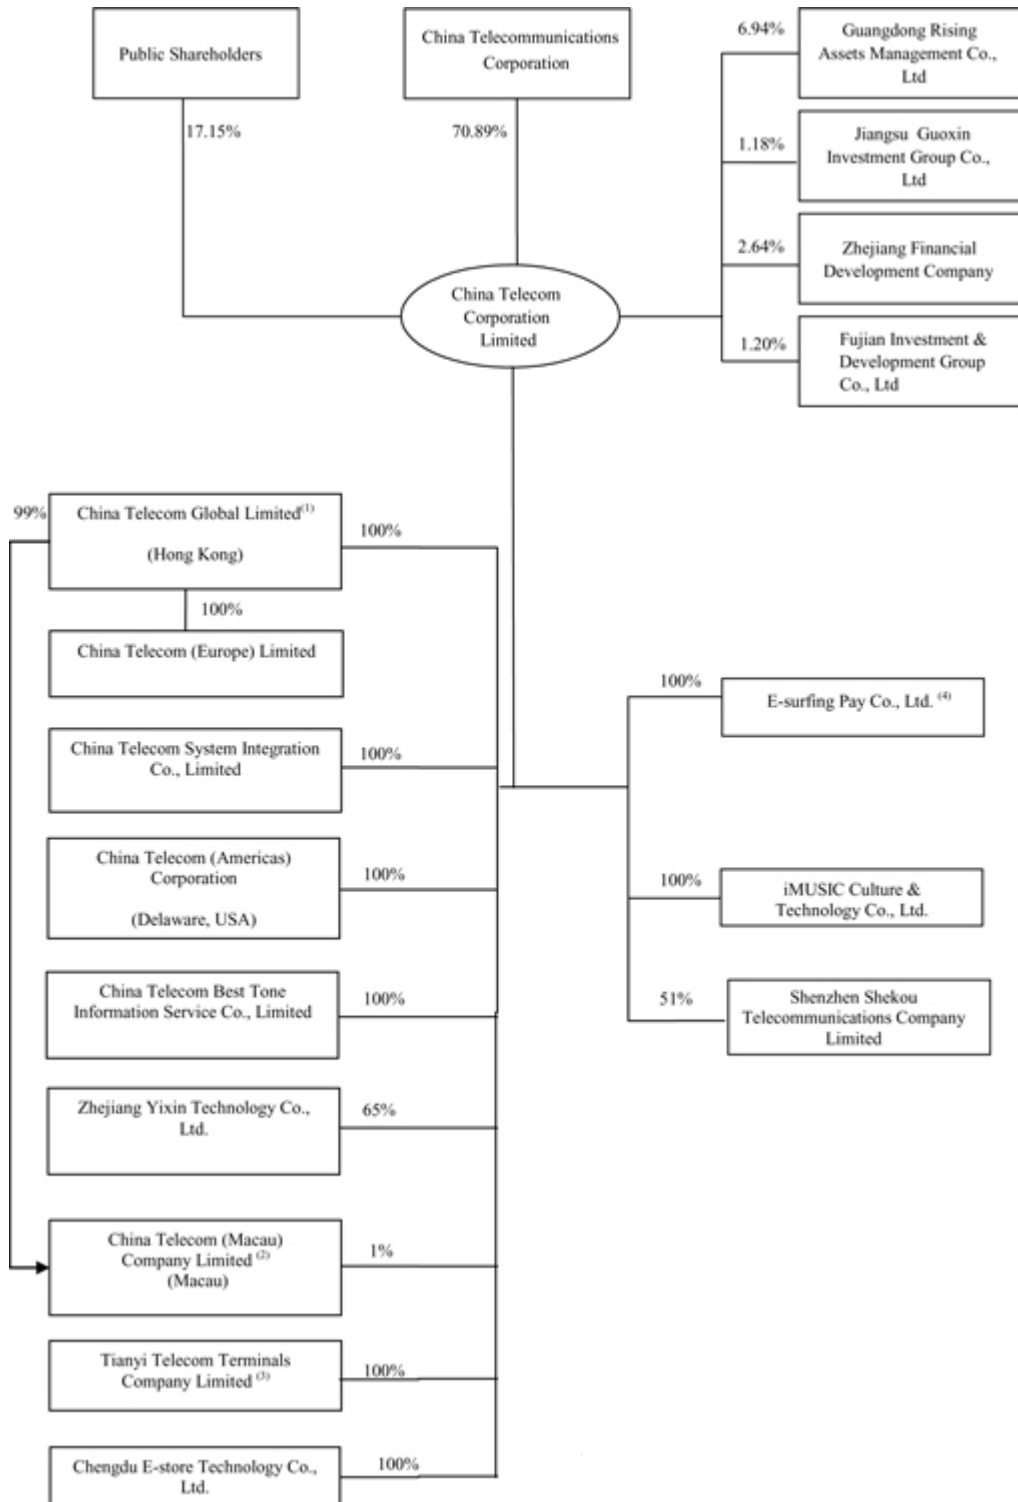 Public Shareholders
China Telecommunications
Corporation
6.94%
Guangdong Rising
Assets Management Co.,
Ltd
17.15%
70.89%
1.18%
Jiangsu Guoxin
Investment Group Co.,
Ltd
2.64%
Zhejiang Financial
Development Company
China Telecom
Corporation
Limited
1.20%
Fujian Investment &
Development Group
Co., Ltd
99%
China Telecom Global Limited(1)
(Hong Kong)
100%
100%
China Telecom (Europe) Limited
100%
E-surfing Pay Co., Ltd. (4)
China Telecom System Integration
Co., Limited
100%
China Telecom (Americas)
Corporation
(Delaware, USA)
100%
100%
iMUSIC Culture &
Technology Co., Ltd.
China Telecom Best Tone
Information Service Co., Limited
100%
51%
Shenzhen Shekou
Telecommunications Company
Limited
Zhejiang Yixin Technology Co.,
Ltd.
65%
China Telecom (Macau)
Company Limited (2)
(Macau)
1%
Tianyi Telecom Terminals
Company Limited (3)
100%
Chengdu E-store Technology Co.,
Ltd.
100%